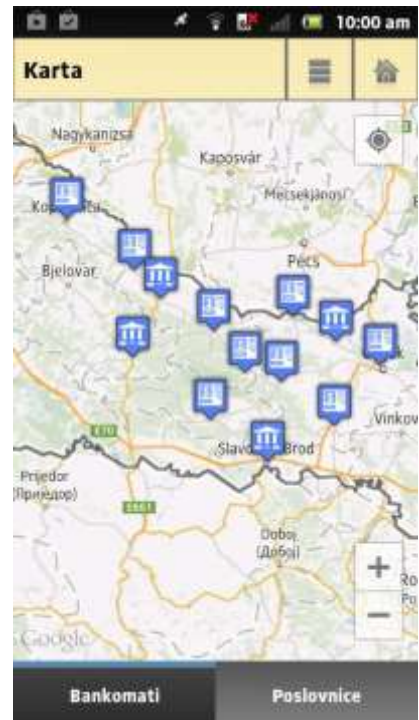 10:00 am
Karta
Nagykanizsa
Kaposvár
Mecsekjánosi
Bjelovar
Pécs
Vinkov
E70
Slavo Brod
Prijedor
(Приједор)
E661
Doboj
(Добој)
+
Google
−
Bankomati
Poslovnice